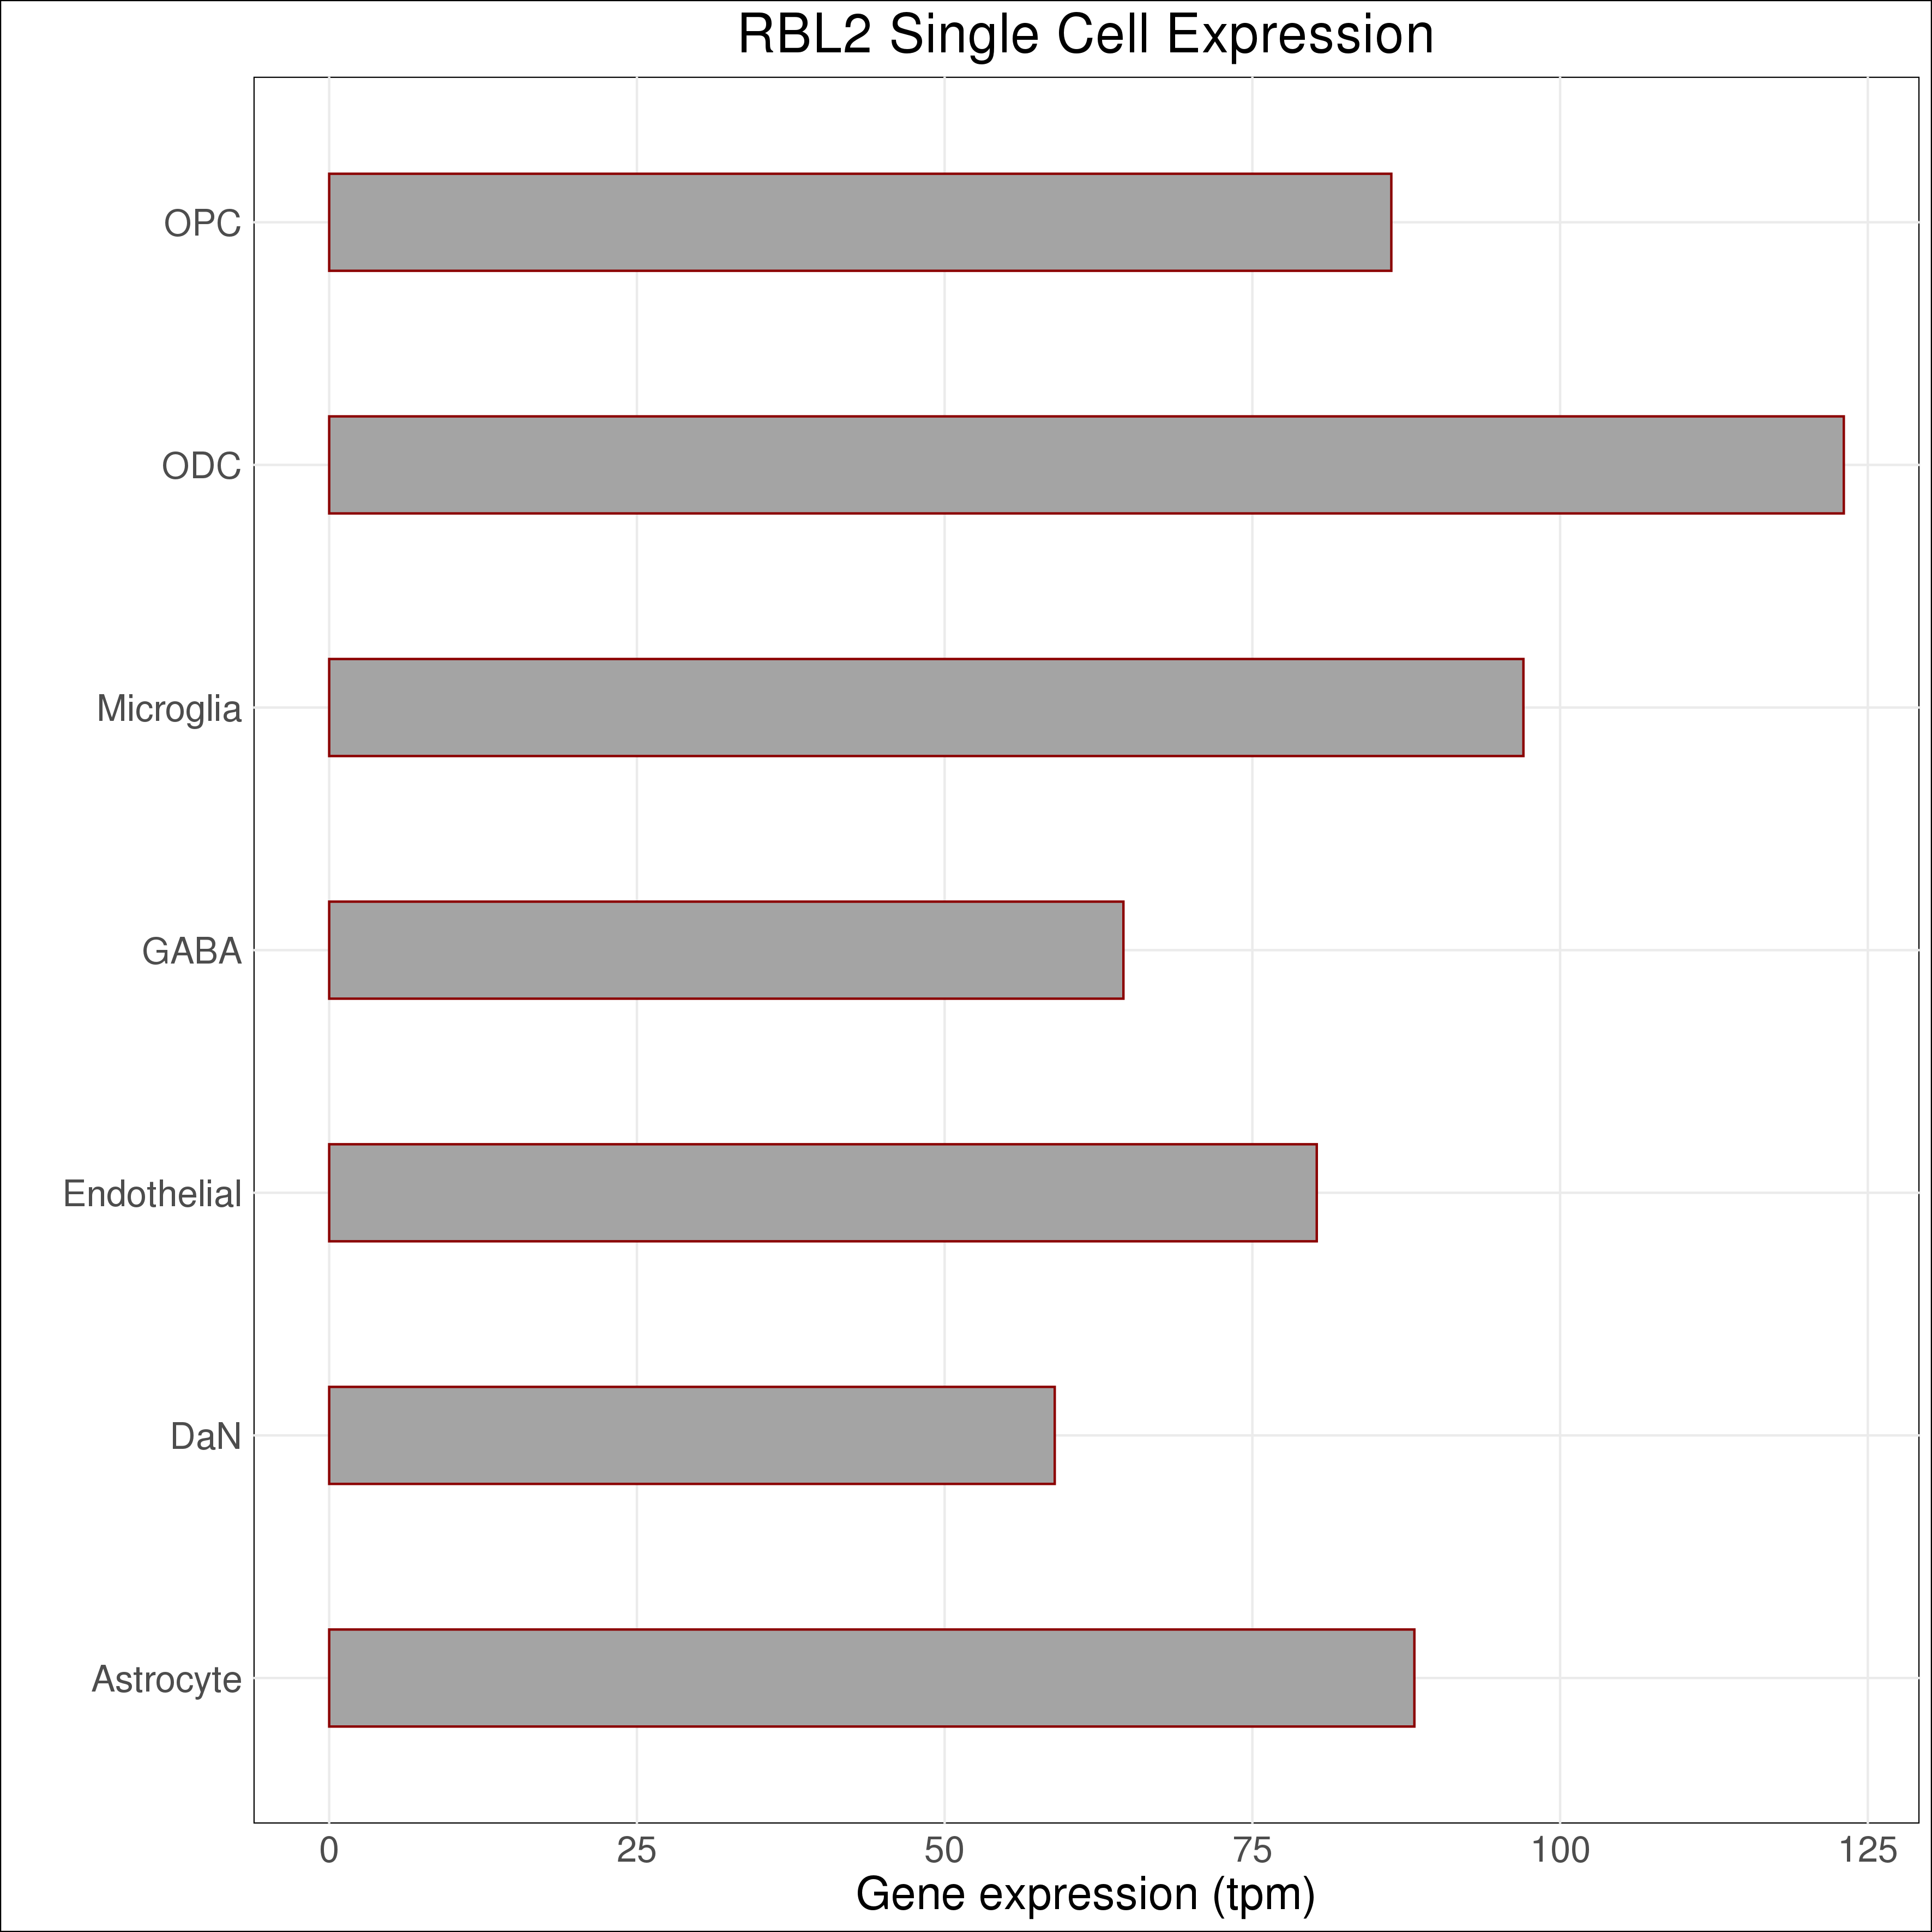 RBL2 Single Cell Expression
OPC
ODC
Microglia
GABA
Endothelial
DaN
Astrocyte
0 25 50 75 100 125
Gene expression (tpm)